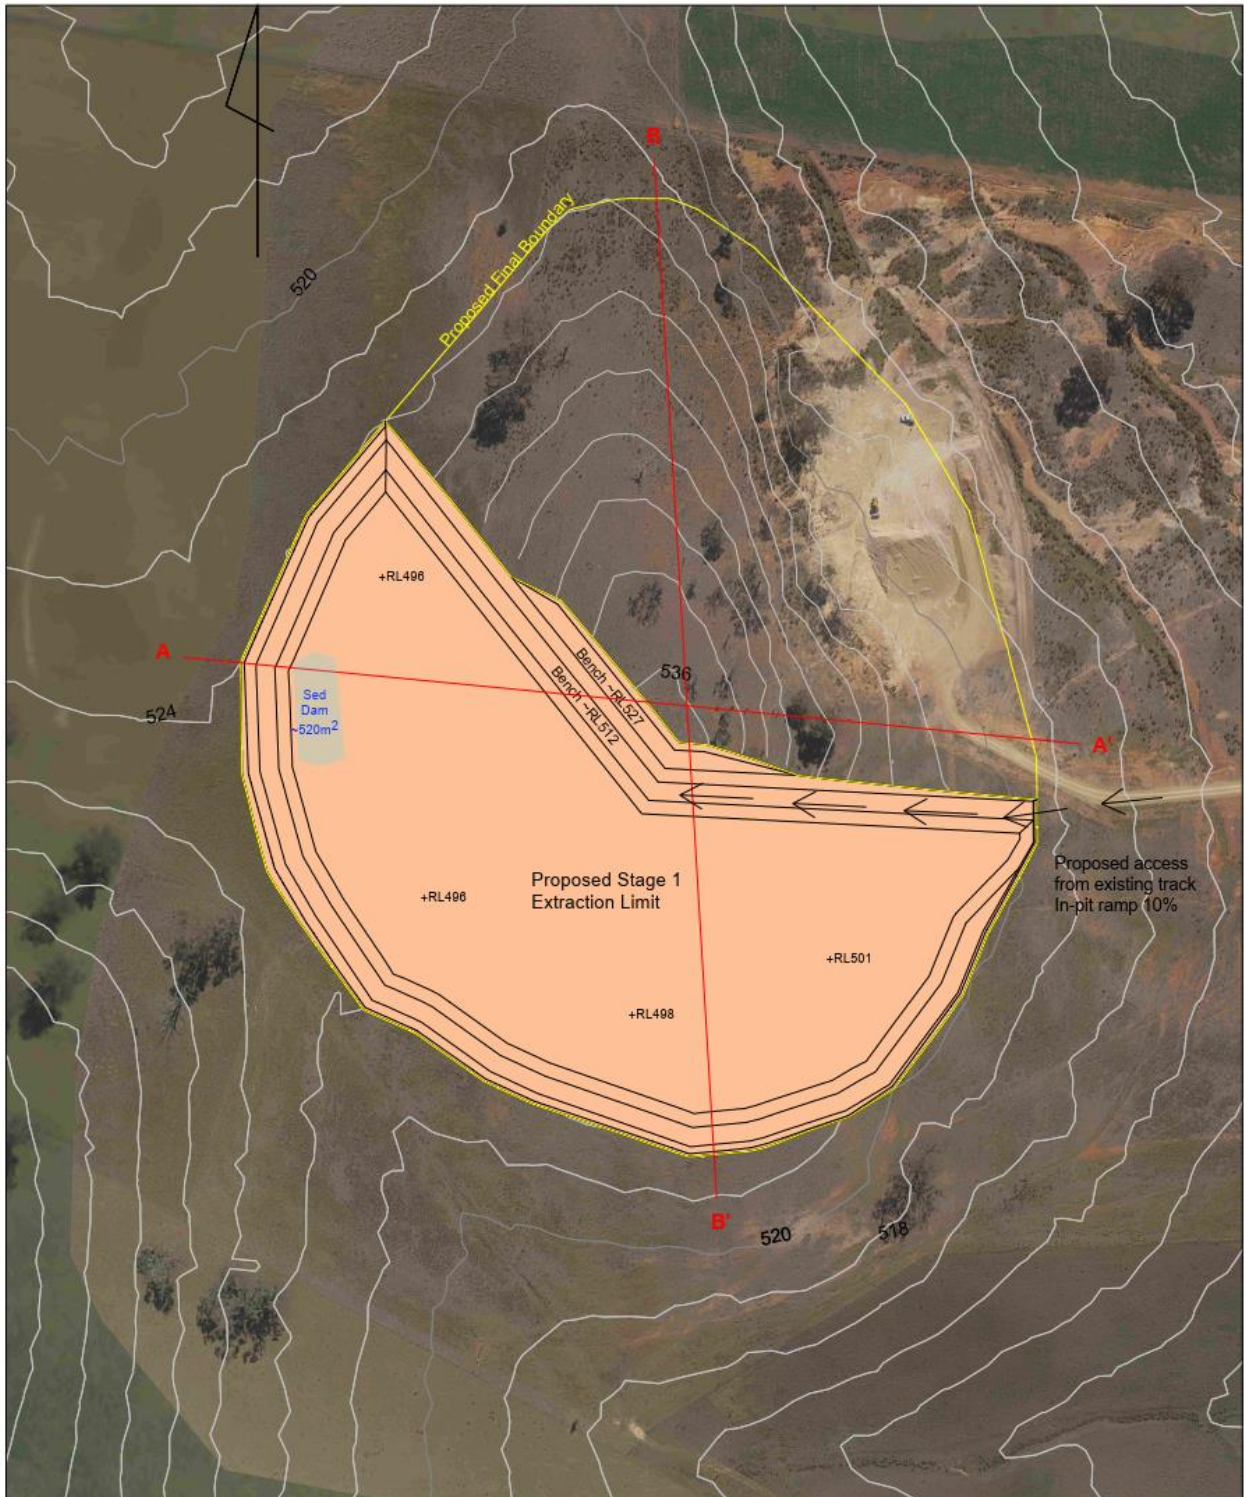 B
520
Proposed Final Boundary
+RL496
A
536
Bench ~RL527
Bench ~RL512
Sed
Dam
~520m²
524
A'
Proposed access
from existing track
In-pit ramp 10%
Proposed Stage 1
Extraction Limit
+RL496
+RL501
+RL498
B'
520
518